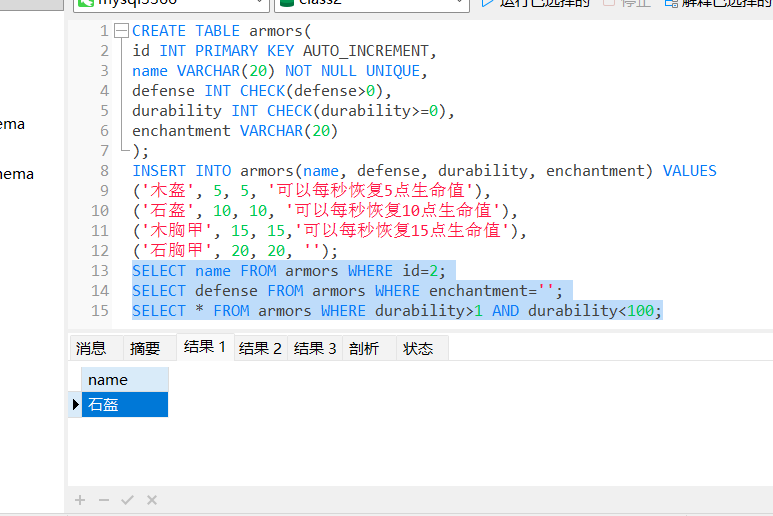 运行已选择的 停止 解释已选择的
ema
hema
1 CREATE TABLE armors(
2 id INT PRIMARY KEY AUTO_INCREMENT,
3 name VARCHAR(20) NOT NULL UNIQUE,
4 defense INT CHECK(defense>0),
5 durability INT CHECK(durability>=0),
6 enchantment VARCHAR(20)
7 );
8 INSERT INTO armors(name, defense, durability, enchantment) VALUES
9 ('木盔', 5, 5, '可以每秒恢复5点生命值'),
10 ('石盔', 10, 10, '可以每秒恢复10点生命值'),
11 ('木胸甲', 15, 15,'可以每秒恢复15点生命值'),
12 ('石胸甲', 20, 20, '');
13 SELECT name FROM armors WHERE id=2;
14 SELECT defense FROM armors WHERE enchantment='';
15 SELECT * FROM armors WHERE durability>1 AND durability<100;
消息 摘要 结果 1 结果 2 结果 3 剖析 状态
name
石盔